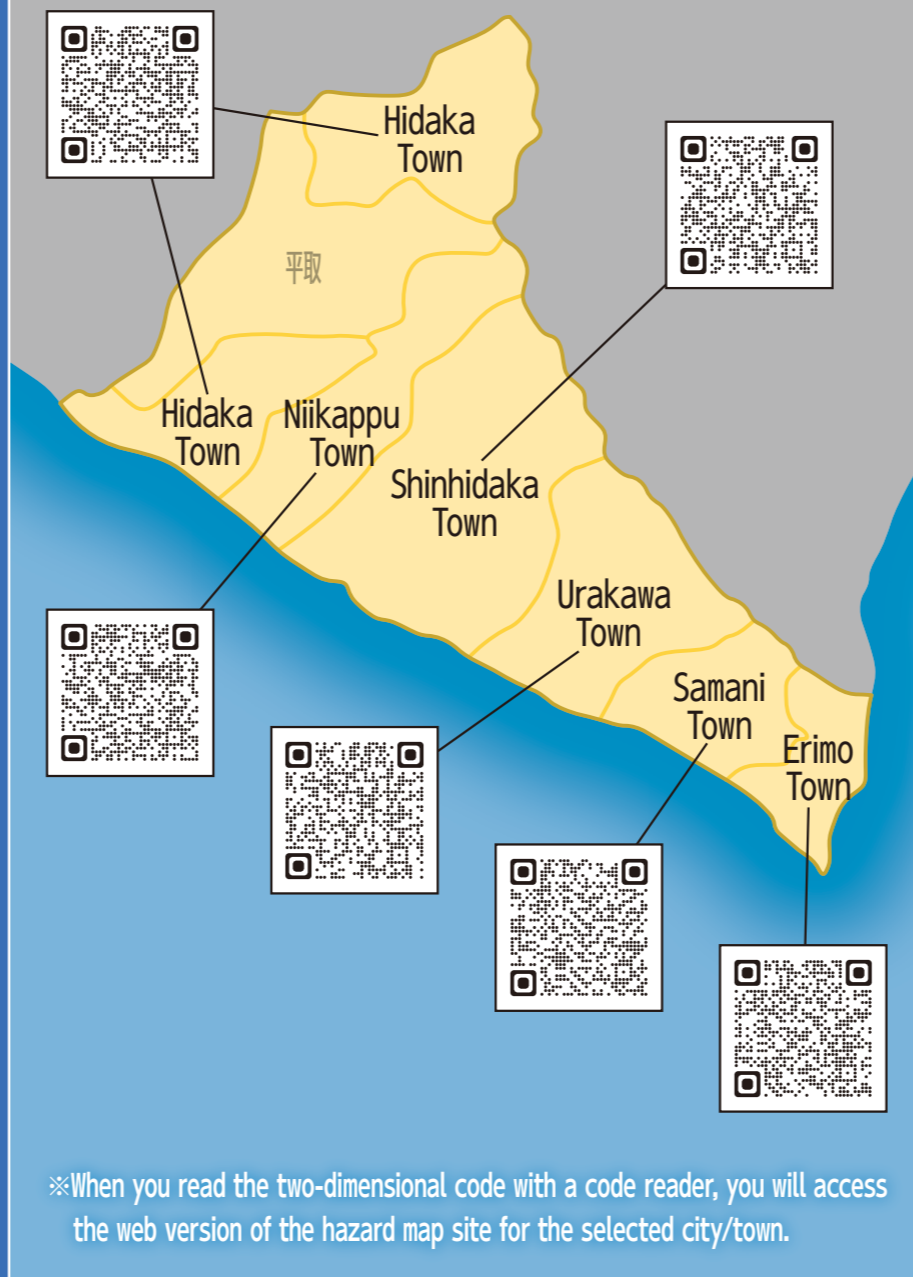 Hidaka
Town
平取
Hidaka
Town
Niikappu
Town
Shinhidaka
Town
Urakawa
Town
Samani
Town
Erimo
Town
※When you read the two-dimensional code with a code reader, you will access
the web version of the hazard map site for the selected city/town.